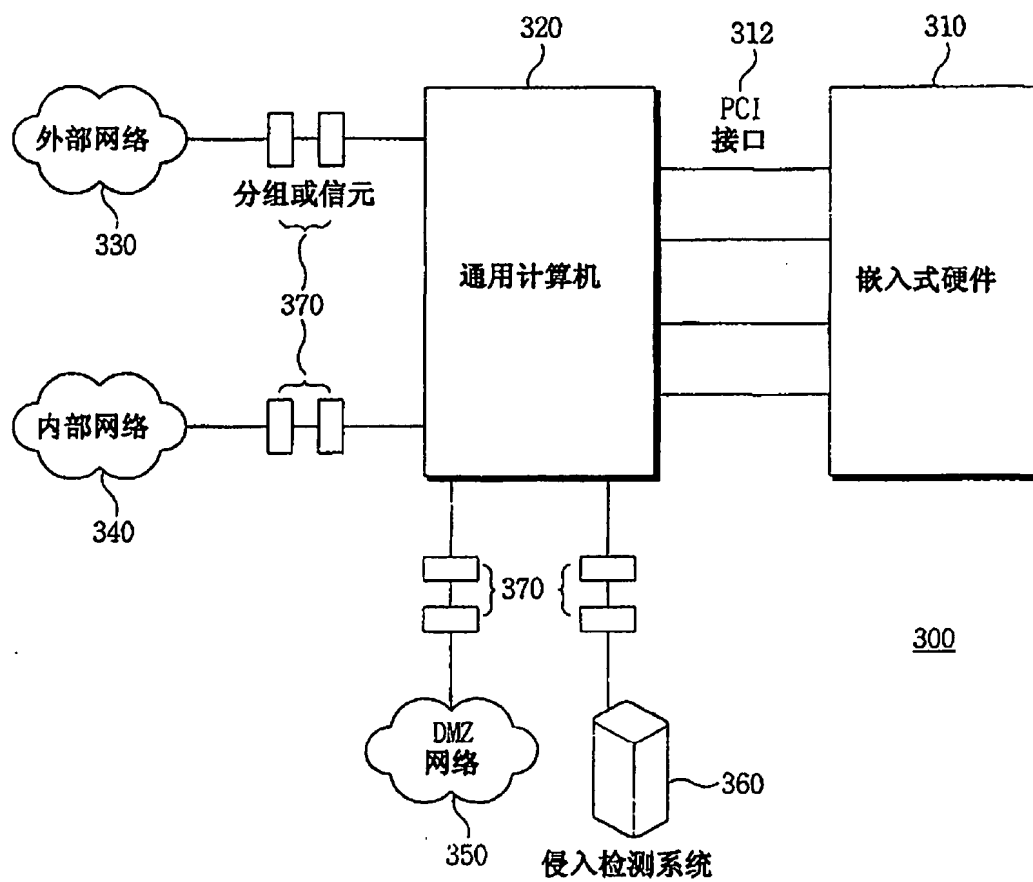 320
312
310
PCI
接口
外部网络
分组或信元
330
通用计算机
嵌入式硬件
370
内部网络
340
370
300
DMZ
网络
360
350
侵入检测系统